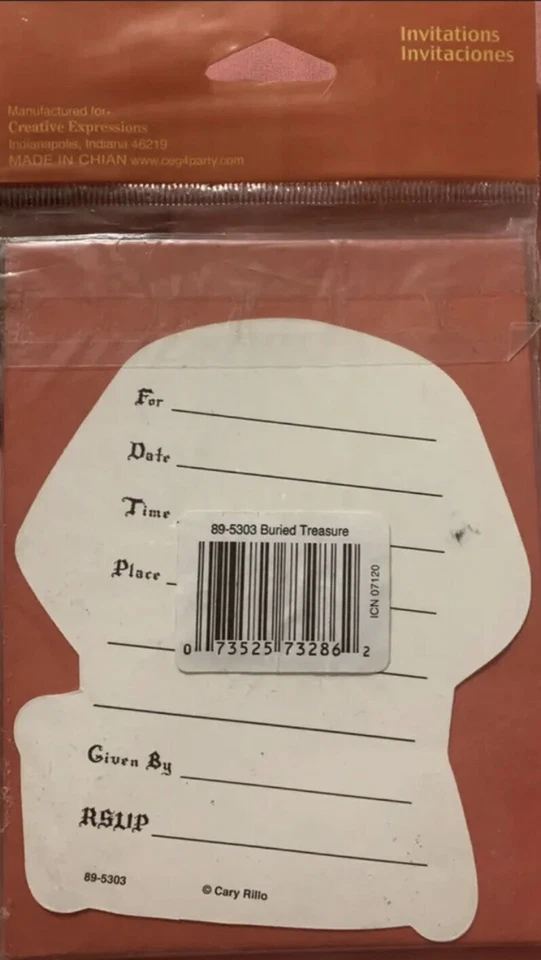 Invitations
Invitaciones
Manufactured for:
Creative Expressions
Indianapolis, Indiana 46219
MADE IN CHIAN www.ceg4party.com
For
Date
Time
89-5303 Buried Treasure
Place
ICN 07120
0 73525 73286 2
Given By
RSVP
89-5303
© Cary Rillo